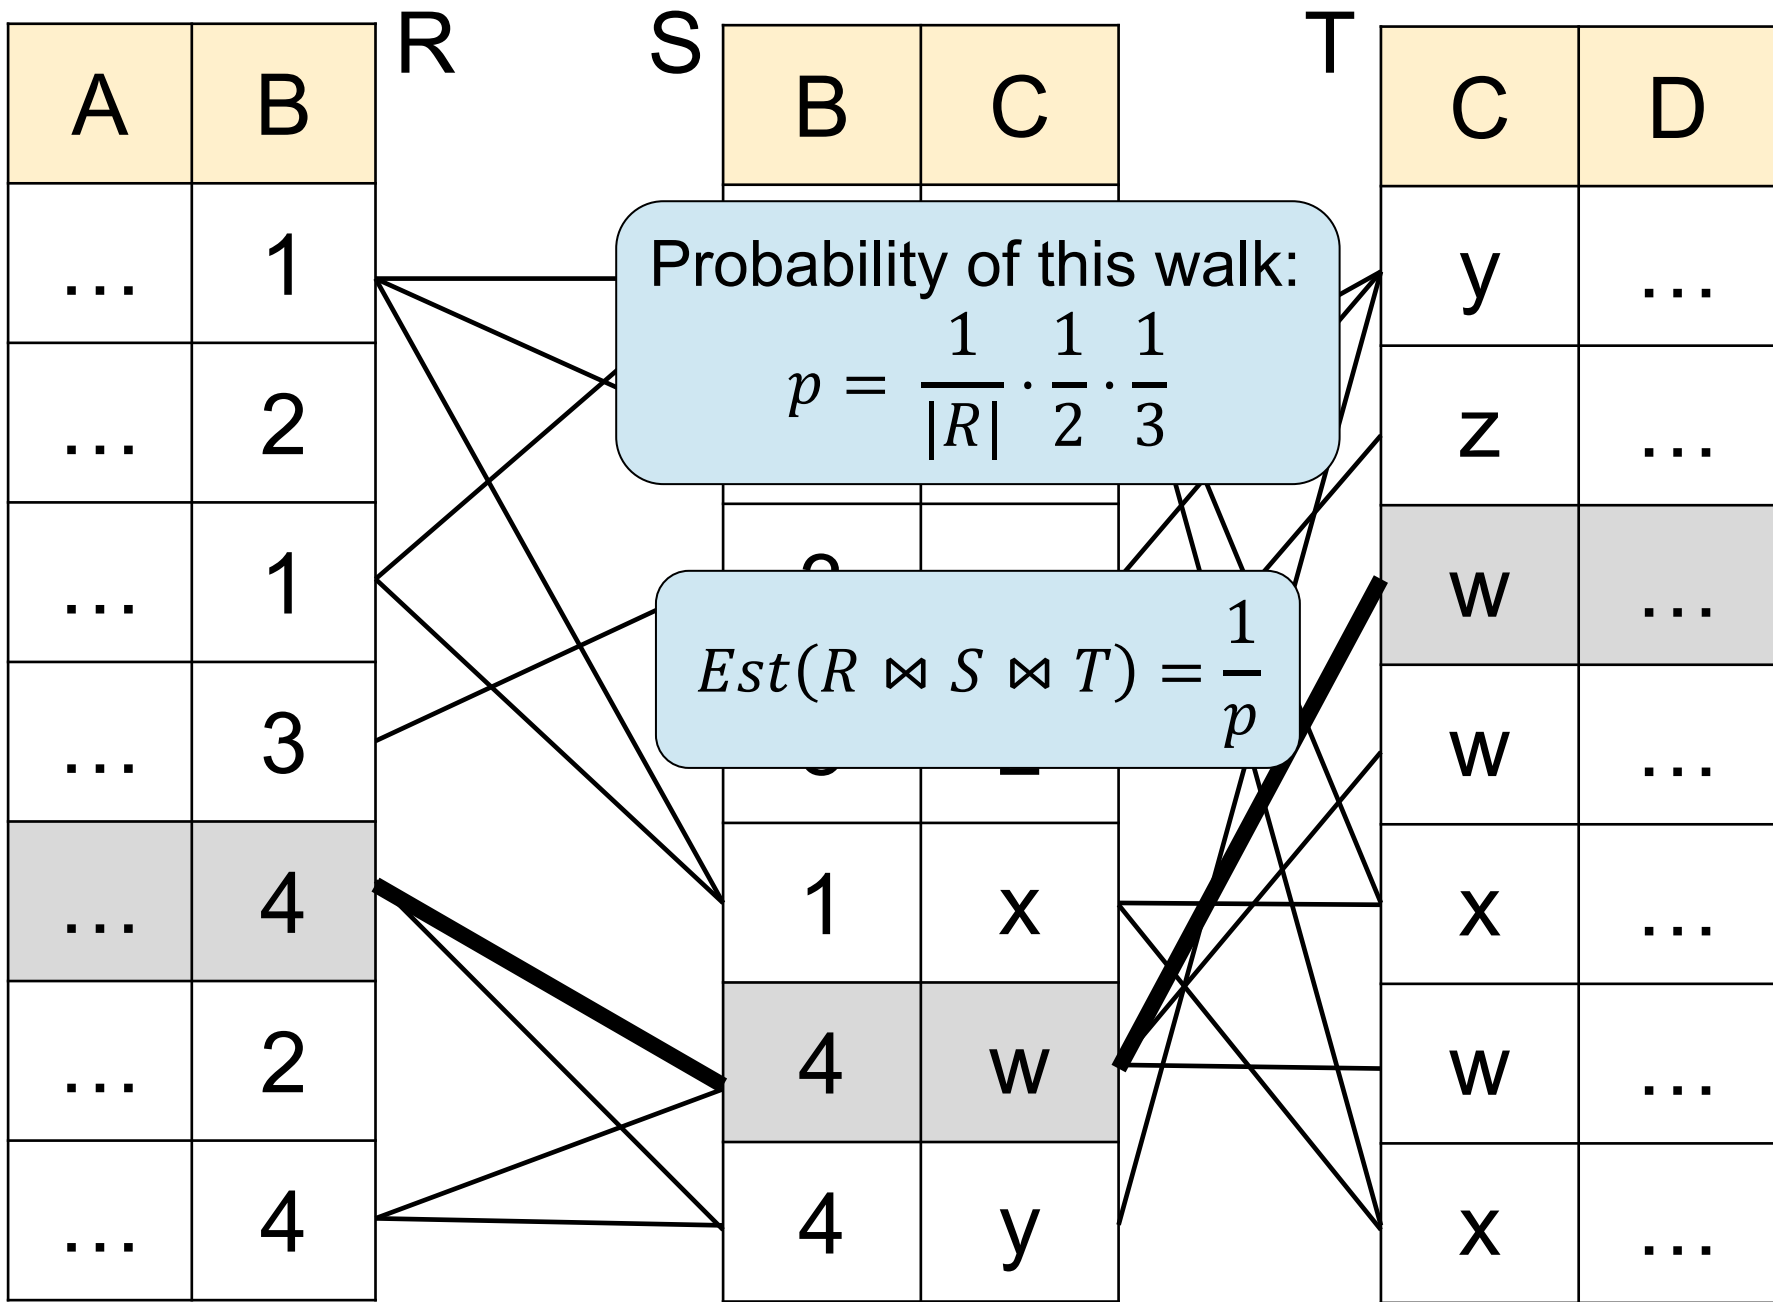 R S T
A B B C C D
… 1 y …
Probability of this walk:
p = 1/|R| · 1/2 · 1/3
… 2 z …
… 1 w …
Est(R ⋈ S ⋈ T) = 1/p
… 3 w …
… 4 1 x x …
… 2 4 w w …
… 4 4 y x …